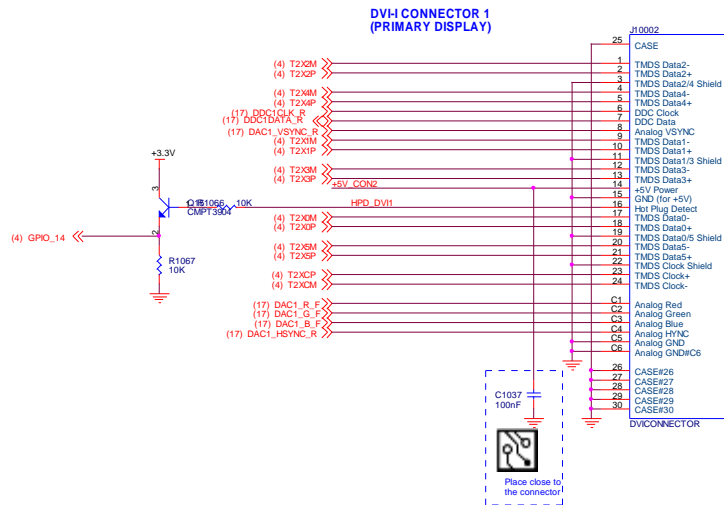 DVI-I CONNECTOR 1
(PRIMARY DISPLAY)
J10002
25 CASE
(4) T2X2M 1 TMDS Data2-
(4) T2X2P 2 TMDS Data2+
3 TMDS Data2/4 Shield
(4) T2X4M 4 TMDS Data4-
(4) T2X4P 5 TMDS Data4+
(17) DDC1CLK_R 6 DDC Clock
(17) DDC1DATA_R 7 DDC Data
(17) DAC1_VSYNC_R 8 Analog VSYNC
(4) T2X1M 9 TMDS Data1-
(4) T2X1P 10 TMDS Data1+
11 TMDS Data1/3 Shield
(4) T2X3M 12 TMDS Data3-
(4) T2X3P 13 TMDS Data3+
+5V_CON2 14 +5V Power
15 GND (for +5V)
HPD_DVI1 16 Hot Plug Detect
(4) T2X0M 17 TMDS Data0-
(4) T2X0P 18 TMDS Data0+
19 TMDS Data0/5 Shield
(4) T2X5M 20 TMDS Data5-
(4) T2X5P 21 TMDS Data5+
22 TMDS Clock Shield
(4) T2XCP 23 TMDS Clock+
(4) T2XCM 24 TMDS Clock-
(17) DAC1_R_F C1 Analog Red
(17) DAC1_G_F C2 Analog Green
(17) DAC1_B_F C3 Analog Blue
(17) DAC1_HSYNC_R C4 Analog HYNC
C5 Analog GND
C6 Analog GND#C6
26 CASE#26
27 CASE#27
28 CASE#28
29 CASE#29
30 CASE#30
DVICONNECTOR
+3.3V
3
R1066 10K
CMPT3904
2
(4) GPIO_14
R1067
10K
C1037
100nF
Place close to
the connector